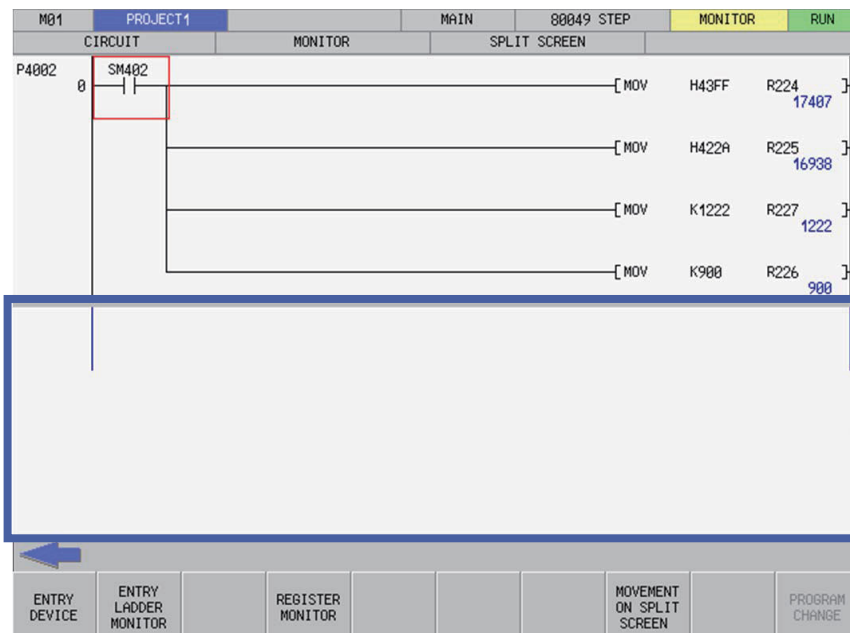 M01 PROJECT1 MAIN 80049 STEP MONITOR RUN
CIRCUIT MONITOR SPLIT SCREEN
P4002 SM402
0 [ MOV H43FF R224 ]
17407
[ MOV H422A R225 ]
16938
[ MOV K1222 R227 ]
1222
[ MOV K900 R226 ]
900
ENTRY DEVICE
ENTRY LADDER MONITOR
REGISTER MONITOR
MOVEMENT ON SPLIT SCREEN
PROGRAM CHANGE